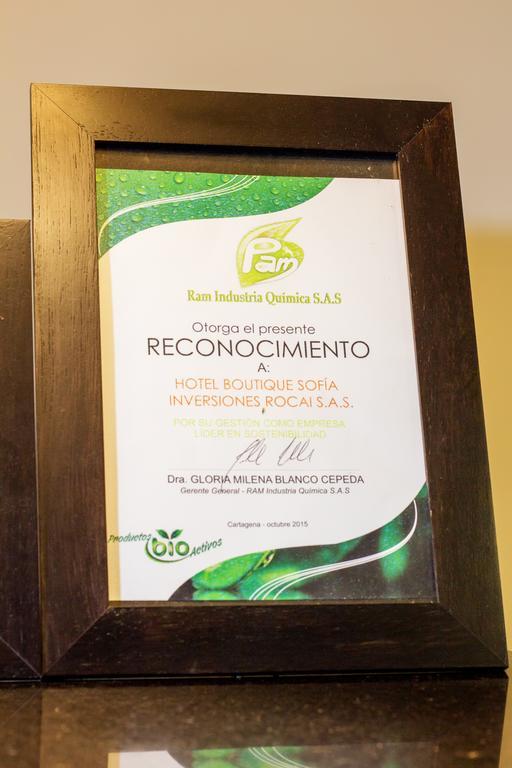 Ram
Ram Industria Química S.A.S
Otorga el presente
RECONOCIMIENTO
A:
HOTEL BOUTIQUE SOFÍA
INVERSIONES ROCAI S.A.S.
POR SU GESTIÓN COMO EMPRESA
LÍDER EN SOSTENIBILIDAD
Dra. GLORIA MILENA BLANCO CEPEDA
Gerente General - RAM Industria Química S.A.S
Cartagena - octubre 2015
Productos bio Activos